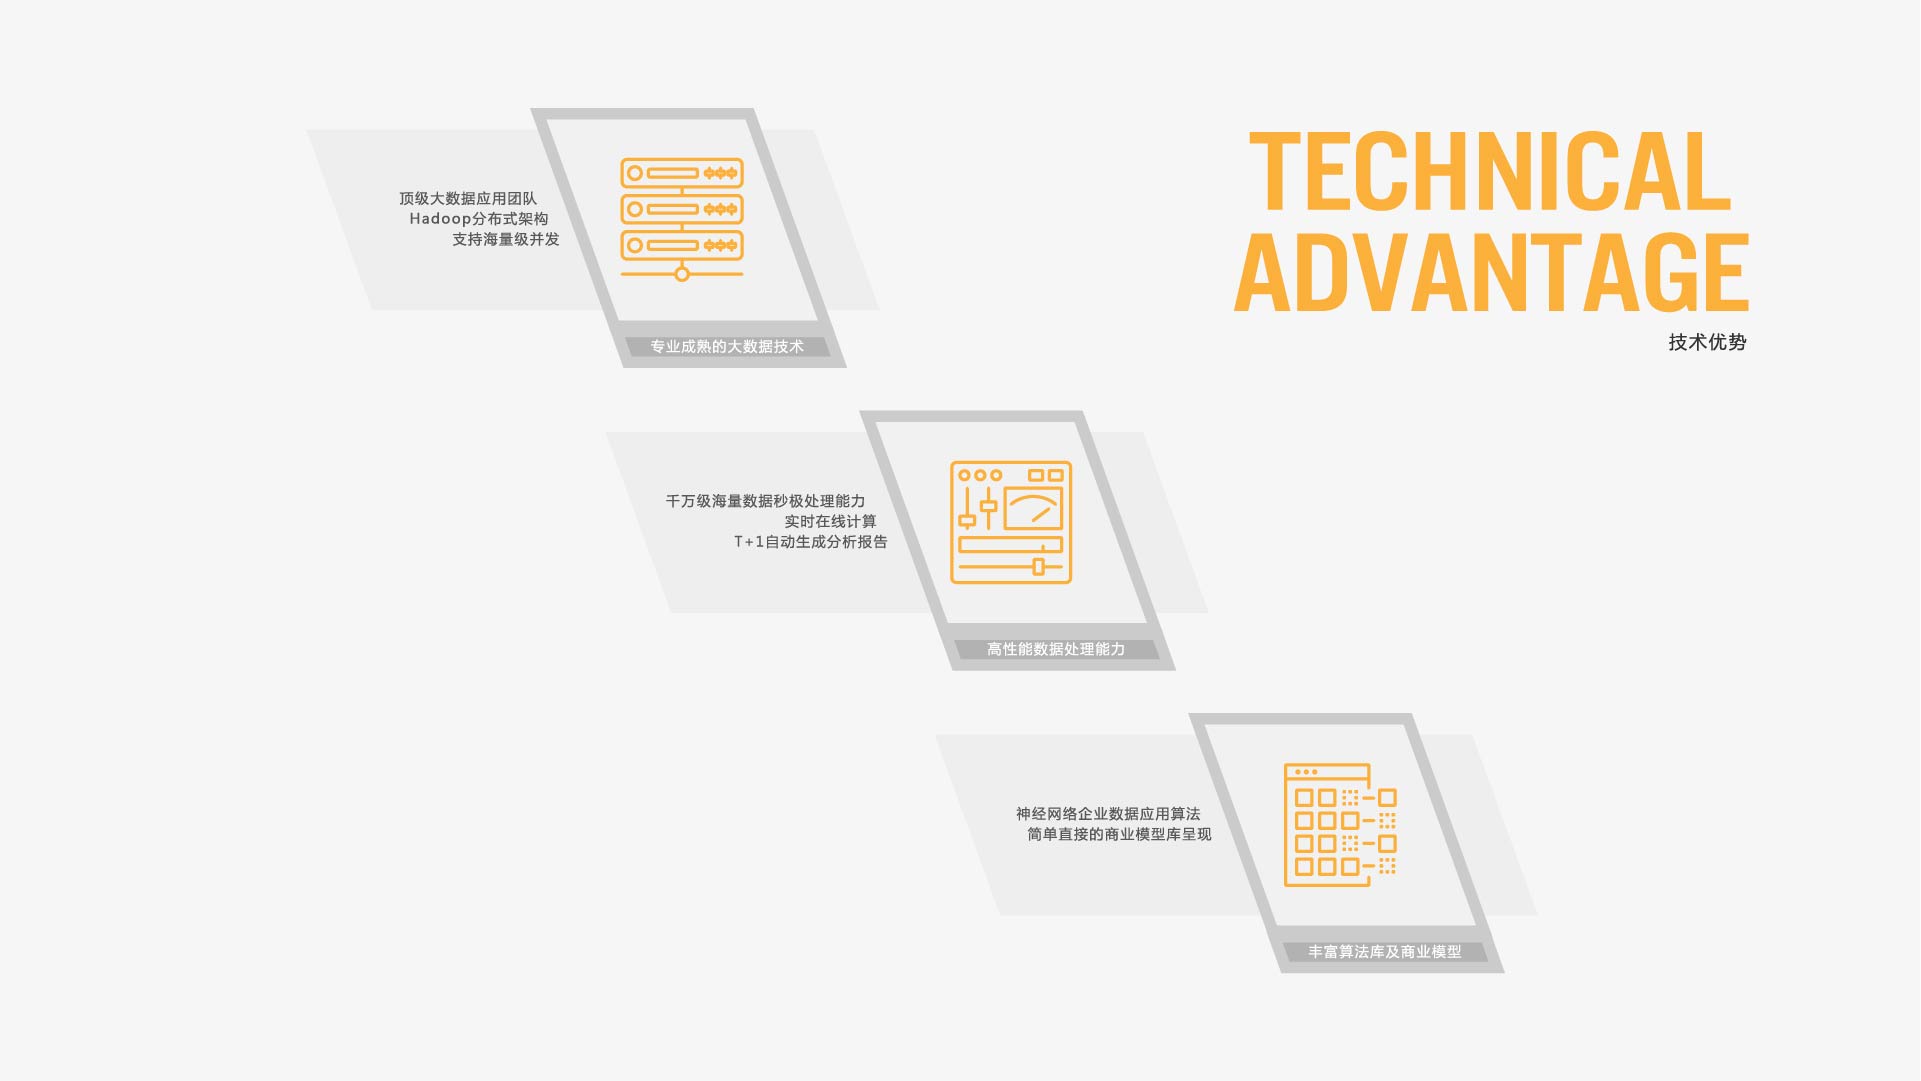 TECHNICAL
ADVANTAGE
技术优势
顶级大数据应用团队
Hadoop分布式架构
支持海量级并发
专业成熟的大数据技术
千万级海量数据秒极处理能力
实时在线计算
T+1自动生成分析报告
高性能数据处理能力
神经网络企业数据应用算法
简单直接的商业模型库呈现
丰富算法库及商业模型